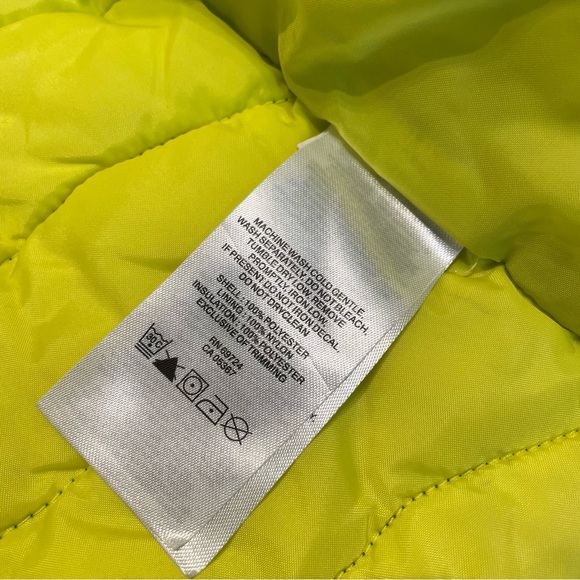 MACHINE WASH COLD GENTLE
WASH SEPARATELY. DO NOT BLEACH.
TUMBLE DRY LOW. REMOVE
PROMPTLY. IRON LOW.
IF PRESENT, DO NOT IRON DECAL.
DO NOT DRYCLEAN
SHELL: 100% POLYESTER
LINING: 100% NYLON
INSULATION: 100% POLYESTER
EXCLUSIVE OF TRIMMING
RN 89724
CA 05367